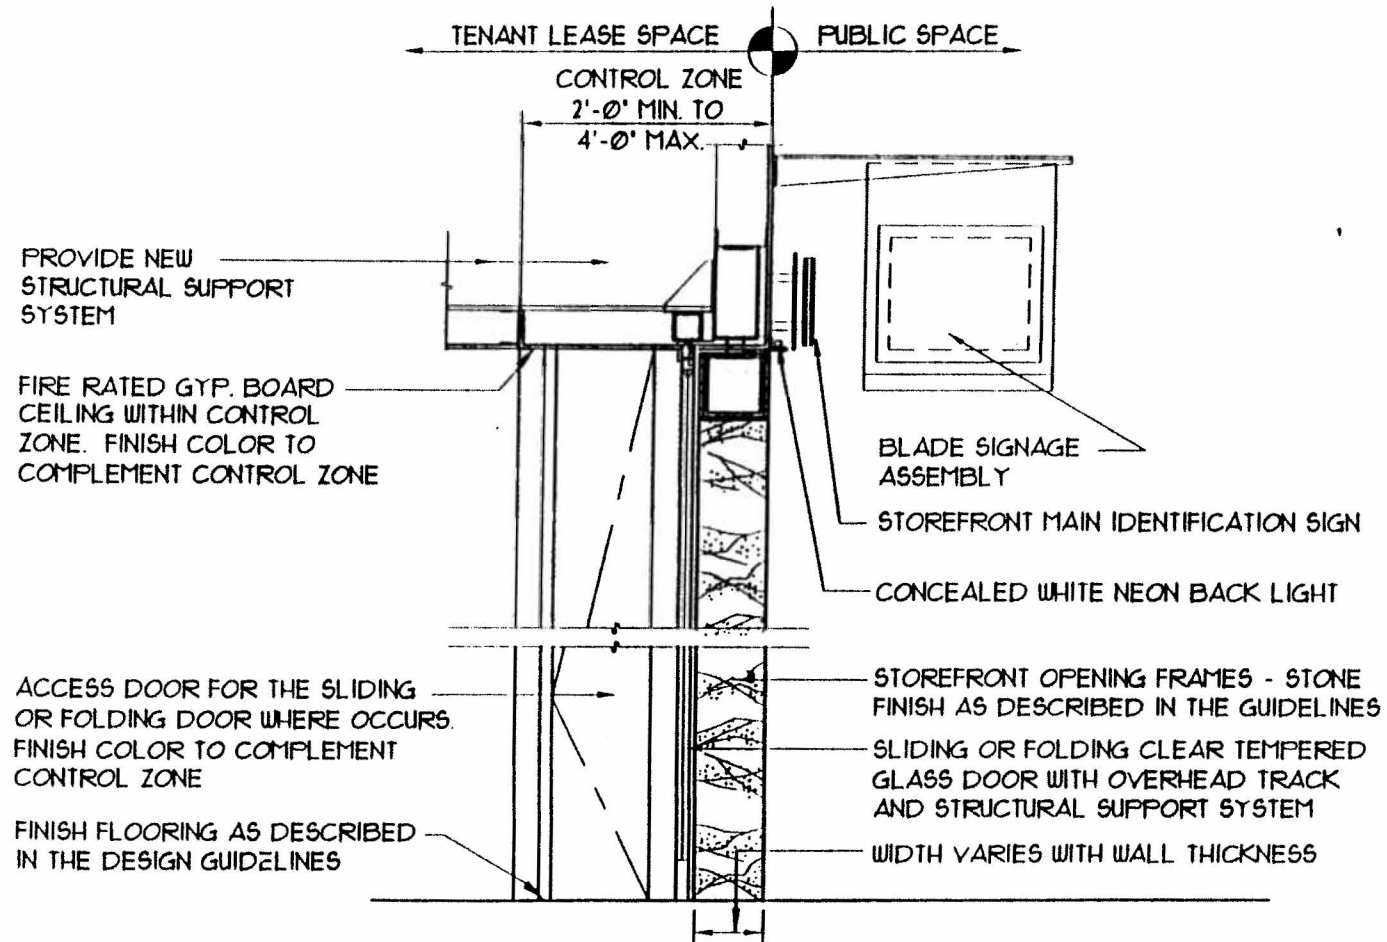 TENANT LEASE SPACE
PUBLIC SPACE
CONTROL ZONE
2'-0" MIN. TO
4'-0" MAX.
PROVIDE NEW
STRUCTURAL SUPPORT
SYSTEM
FIRE RATED GYP. BOARD
CEILING WITHIN CONTROL
ZONE. FINISH COLOR TO
COMPLEMENT CONTROL ZONE
BLADE SIGNAGE
ASSEMBLY
STOREFRONT MAIN IDENTIFICATION SIGN
CONCEALED WHITE NEON BACK LIGHT
ACCESS DOOR FOR THE SLIDING
OR FOLDING DOOR WHERE OCCURS.
FINISH COLOR TO COMPLEMENT
CONTROL ZONE
FINISH FLOORING AS DESCRIBED
IN THE DESIGN GUIDELINES
STOREFRONT OPENING FRAMES - STONE
FINISH AS DESCRIBED IN THE GUIDELINES
SLIDING OR FOLDING CLEAR TEMPERED
GLASS DOOR WITH OVERHEAD TRACK
AND STRUCTURAL SUPPORT SYSTEM
WIDTH VARIES WITH WALL THICKNESS